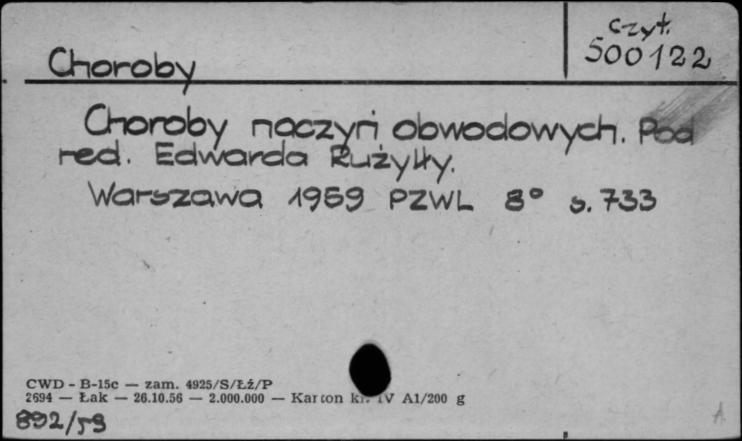 czyt.
500122
Choroby
Choroby naczyń obwodowych. Pod
red. Edwarda Rużyłły.
Warszawa 1959 PZWL 8° s. 733
CWD - B-15c — zam. 4925/S/Łź/P
2694 — Łak — 26.10.56 — 2.000.000 — Karton kl. IV A1/200 g
892/59
A